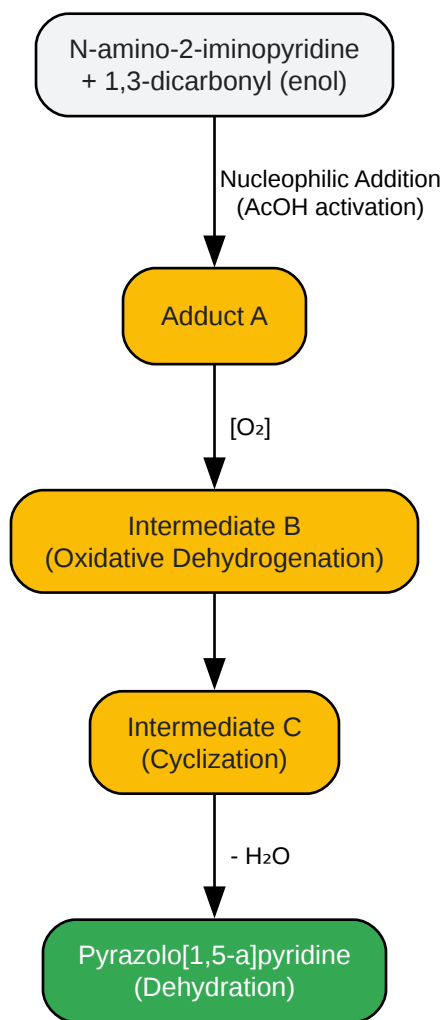 N-amino-2-iminopyridine
+ 1,3-dicarbonyl (enol)
Nucleophilic Addition
(AcOH activation)
Adduct A
[O₂]
Intermediate B
(Oxidative Dehydrogenation)
Intermediate C
(Cyclization)
- H₂O
Pyrazolo[1,5-a]pyridine
(Dehydration)